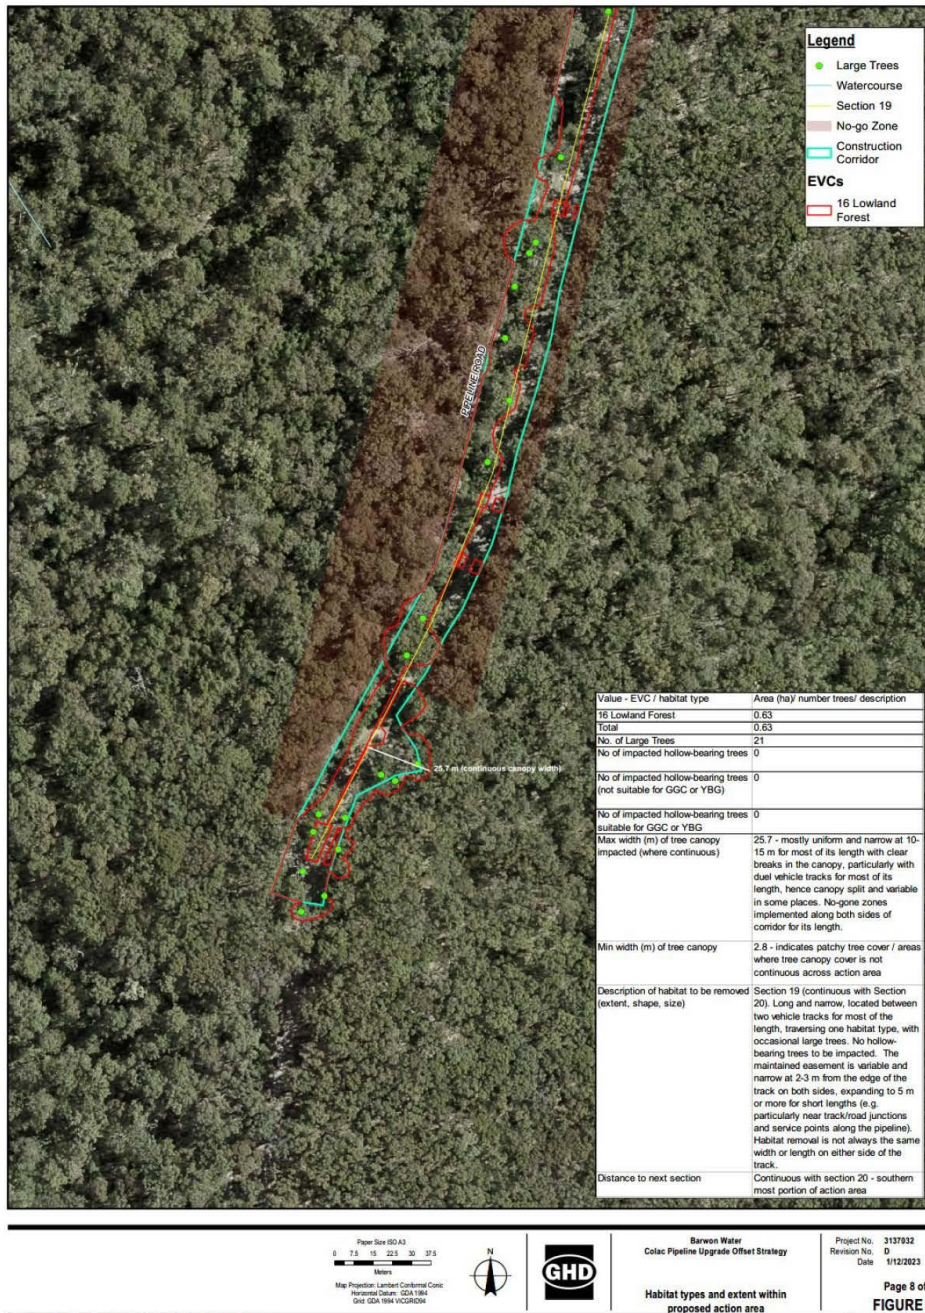 Legend
Large Trees
Watercourse
Section 19
No-go Zone
Construction
Corridor
EVCs
16 Lowland
Forest
PIPELINE ROAD
25.7 m (continuous canopy width)
Value - EVC / habitat type Area (ha)/ number trees/ description
16 Lowland Forest 0.63
Total 0.63
No. of Large Trees 21
No of impacted hollow-bearing trees 0
No of impacted hollow-bearing trees 0
(not suitable for GGC or YBG)
No of impacted hollow-bearing trees 0
suitable for GGC or YBG
Max width (m) of tree canopy 25.7 - mostly uniform and narrow at 10-
impacted (where continuous) 15 m for most of its length with clear
breaks in the canopy, particularly with
duel vehicle tracks for most of its
length, hence canopy split and variable
in some places. No-gone zones
implemented along both sides of
corridor for its length.
Min width (m) of tree canopy 2.8 - indicates patchy tree cover / areas
where tree canopy cover is not
continuous across action area
Description of habitat to be removed Section 19 (continuous with Section
(extent, shape, size) 20). Long and narrow, located between
two vehicle tracks for most of the
length, traversing one habitat type, with
occasional large trees. No hollow-
bearing trees to be impacted. The
maintained easement is variable and
narrow at 2-3 m from the edge of the
track on both sides, expanding to 5 m
or more for short lengths (e.g.
particularly near track/road junctions
and service points along the pipeline).
Habitat removal is not always the same
width or length on either side of the
track.
Distance to next section Continuous with section 20 - southern
most portion of action area
Paper Size ISO A3
0 7.5 15 22.5 30 37.5
Meters
Map Projection: Lambert Conformal Conic
Horizontal Datum: GDA 1994
Grid: GDA 1994 VICGRID94
N
GHD
Barwon Water
Colac Pipeline Upgrade Offset Strategy
Habitat types and extent within
proposed action area
Project No. 3137032
Revision No. D
Date 1/12/2023
Page 8 of
FIGURE